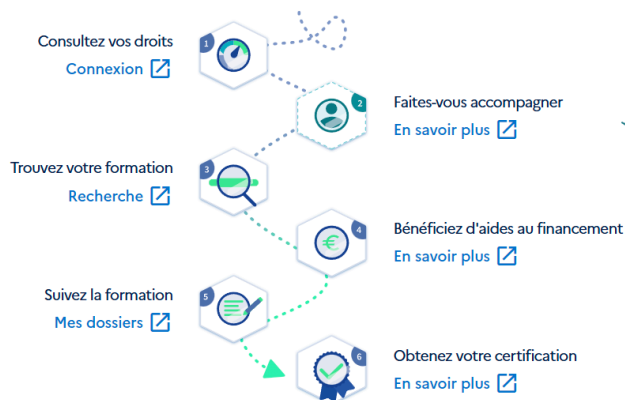 Consultez vos droits
1
Connexion
2
Faites-vous accompagner
En savoir plus
Trouvez votre formation
3
Recherche
4
Bénéficiez d'aides au financement
€
En savoir plus
Suivez la formation
5
Mes dossiers
6
Obtenez votre certification
En savoir plus